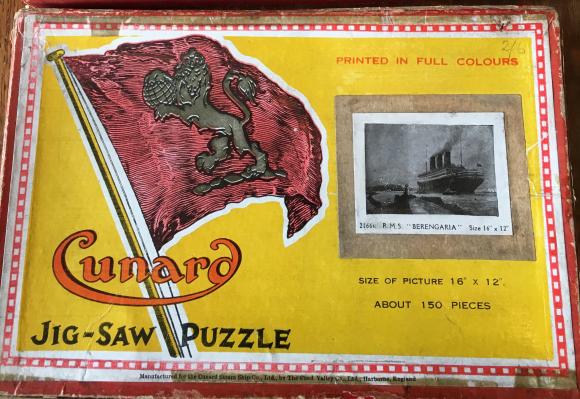 2/6
PRINTED IN FULL COLOURS
2166c R.M.S. "BERENGARIA" Size 16" x 12"
Cunard
SIZE OF PICTURE 16" X 12".
ABOUT 150 PIECES
JIG-SAW PUZZLE
Manufactured for the Cunard Steam Ship Co., Ltd., by The Chad Valley Co., Ltd., Harborne, England